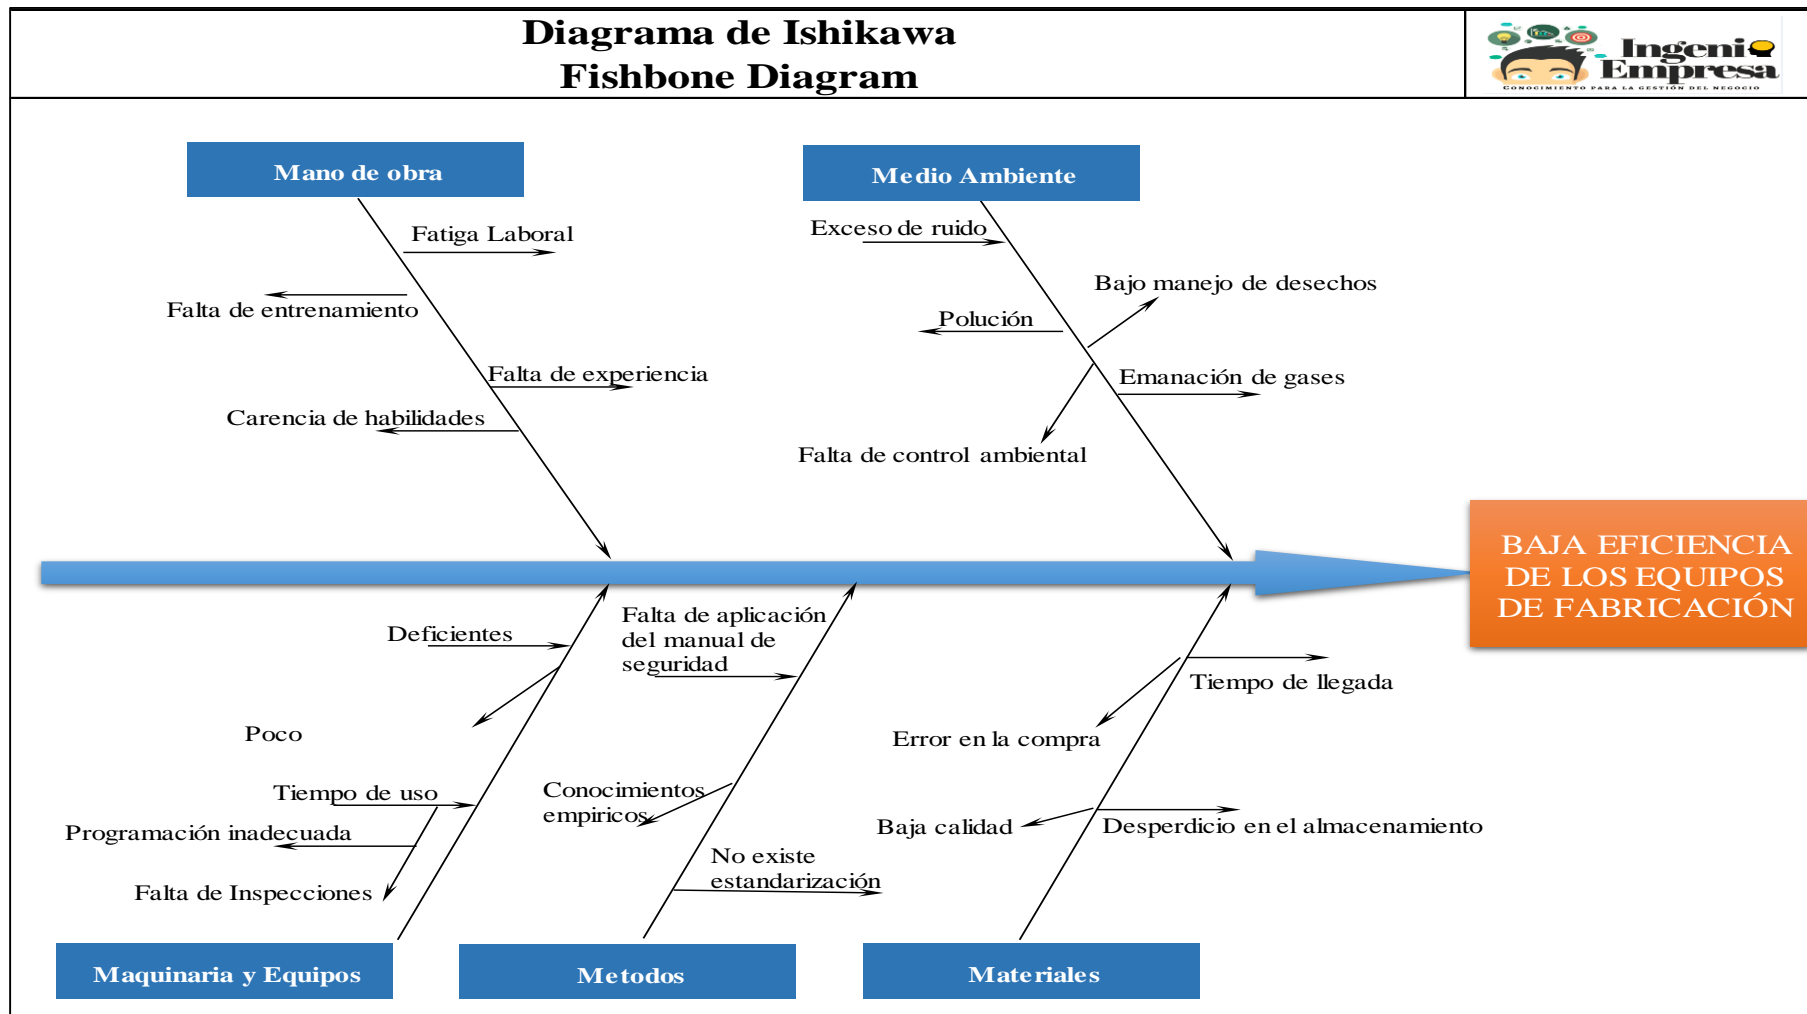 Diagrama de Ishikawa
Fishbone Diagram
Ingenio
Empresa
CONOCIMIENTO PARA LA GESTIÓN DEL NEGOCIO
Mano de obra
Medio Ambiente
Fatiga Laboral
Falta de entrenamiento
Falta de experiencia
Carencia de habilidades
Exceso de ruido
Bajo manejo de desechos
Polución
Emanación de gases
Falta de control ambiental
BAJA EFICIENCIA
DE LOS EQUIPOS
DE FABRICACIÓN
Deficientes
Poco
Tiempo de uso
Programación inadecuada
Falta de Inspecciones
Falta de aplicación
del manual de
seguridad
Conocimientos
empiricos
No existe
estandarización
Tiempo de llegada
Error en la compra
Baja calidad
Desperdicio en el almacenamiento
Maquinaria y Equipos
Metodos
Materiales